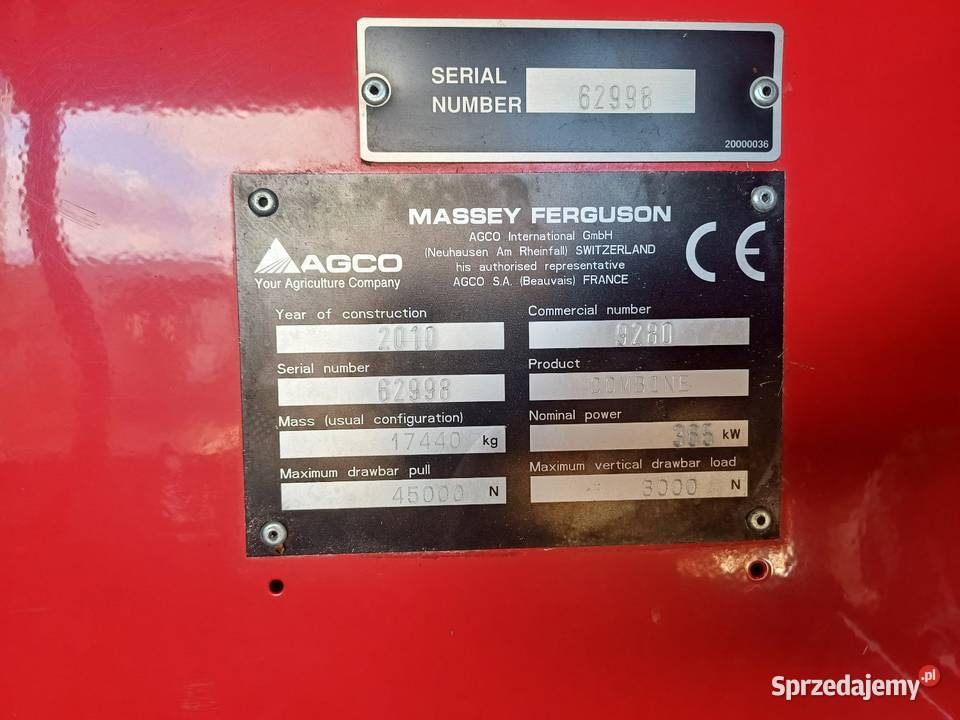 SERIAL
NUMBER 62998
20000036
MASSEY FERGUSON
AGCO International GmbH
(Neuhausen Am Rheinfall) SWITZERLAND
his authorised representative
AGCO S.A. (Beauvais) FRANCE
AGCO
Your Agriculture Company
CE
Year of construction
2010
Commercial number
9280
Serial number
62998
Product
COMBINE
Mass (usual configuration)
17440 kg
Nominal power
365 kW
Maximum drawbar pull
45000 N
Maximum vertical drawbar load
3000 N
Sprzedajemy.pl